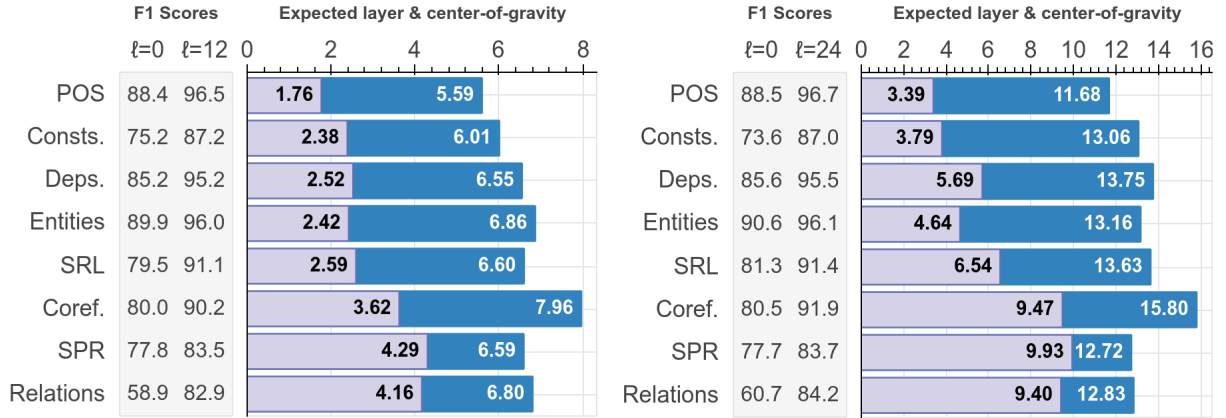 F1 Scores Expected layer & center-of-gravity F1 Scores Expected layer & center-of-gravity
ℓ=0 ℓ=12 0 2 4 6 8 ℓ=0 ℓ=24 0 2 4 6 8 10 12 14 16
POS 88.4 96.5 1.76 5.59 POS 88.5 96.7 3.39 11.68
Consts. 75.2 87.2 2.38 6.01 Consts. 73.6 87.0 3.79 13.06
Deps. 85.2 95.2 2.52 6.55 Deps. 85.6 95.5 5.69 13.75
Entities 89.9 96.0 2.42 6.86 Entities 90.6 96.1 4.64 13.16
SRL 79.5 91.1 2.59 6.60 SRL 81.3 91.4 6.54 13.63
Coref. 80.0 90.2 3.62 7.96 Coref. 80.5 91.9 9.47 15.80
SPR 77.8 83.5 4.29 6.59 SPR 77.7 83.7 9.93 12.72
Relations 58.9 82.9 4.16 6.80 Relations 60.7 84.2 9.40 12.83